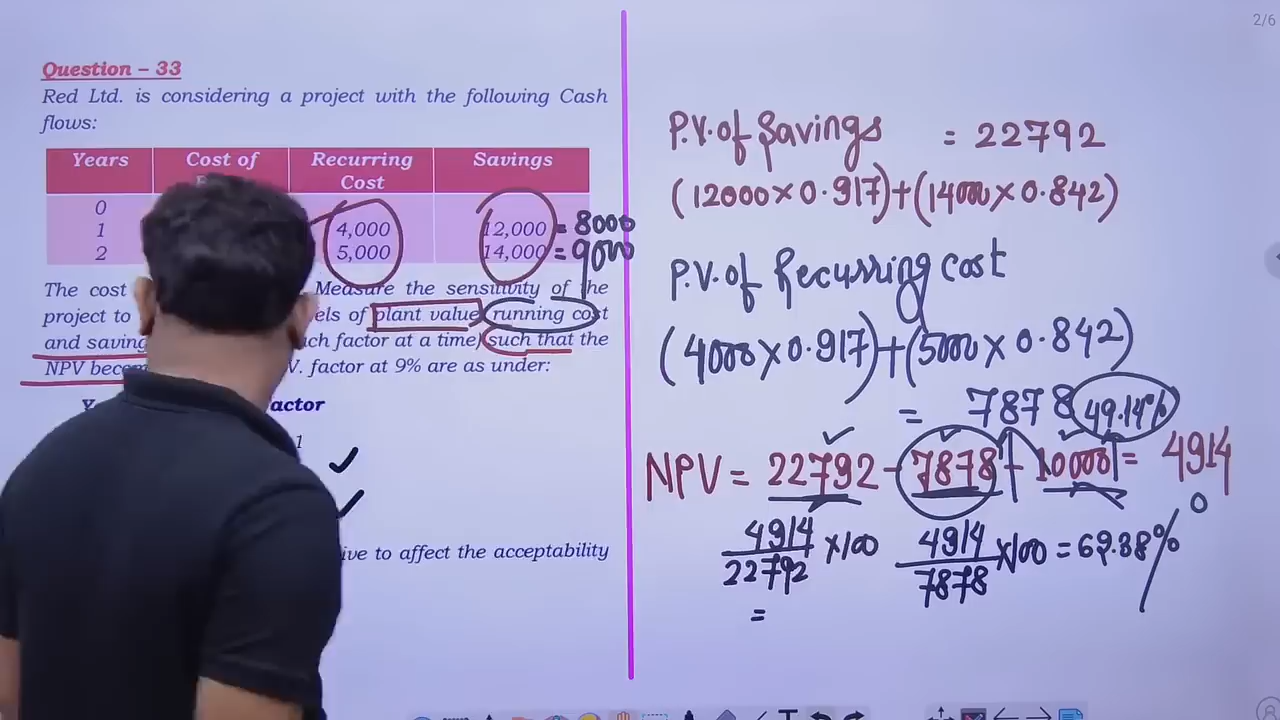 2/6
Question – 33
Red Ltd. is considering a project with the following Cash
flows:
Years Cost of Recurring Savings
Cost
0
1 4,000 12,000 = 8000
2 5,000 14,000 = 9000
The cost Measure the sensitivity of the
project to els of plant value, running cost
and saving ch factor at a time) such that the
NPV bec V. factor at 9% are as under:
Y actor
1
ive to affect the acceptability
P.V. of Savings = 22792
(12000 × 0.917) + (14000 × 0.842)
P.V. of Recurring cost
(4000 × 0.917) + (5000 × 0.842)
= 7878 49.14%
NPV = 22792 - 7878 - 10000 = 4914
0
4914/22792 × 100 4914/7878 × 100 = 62.38%
=